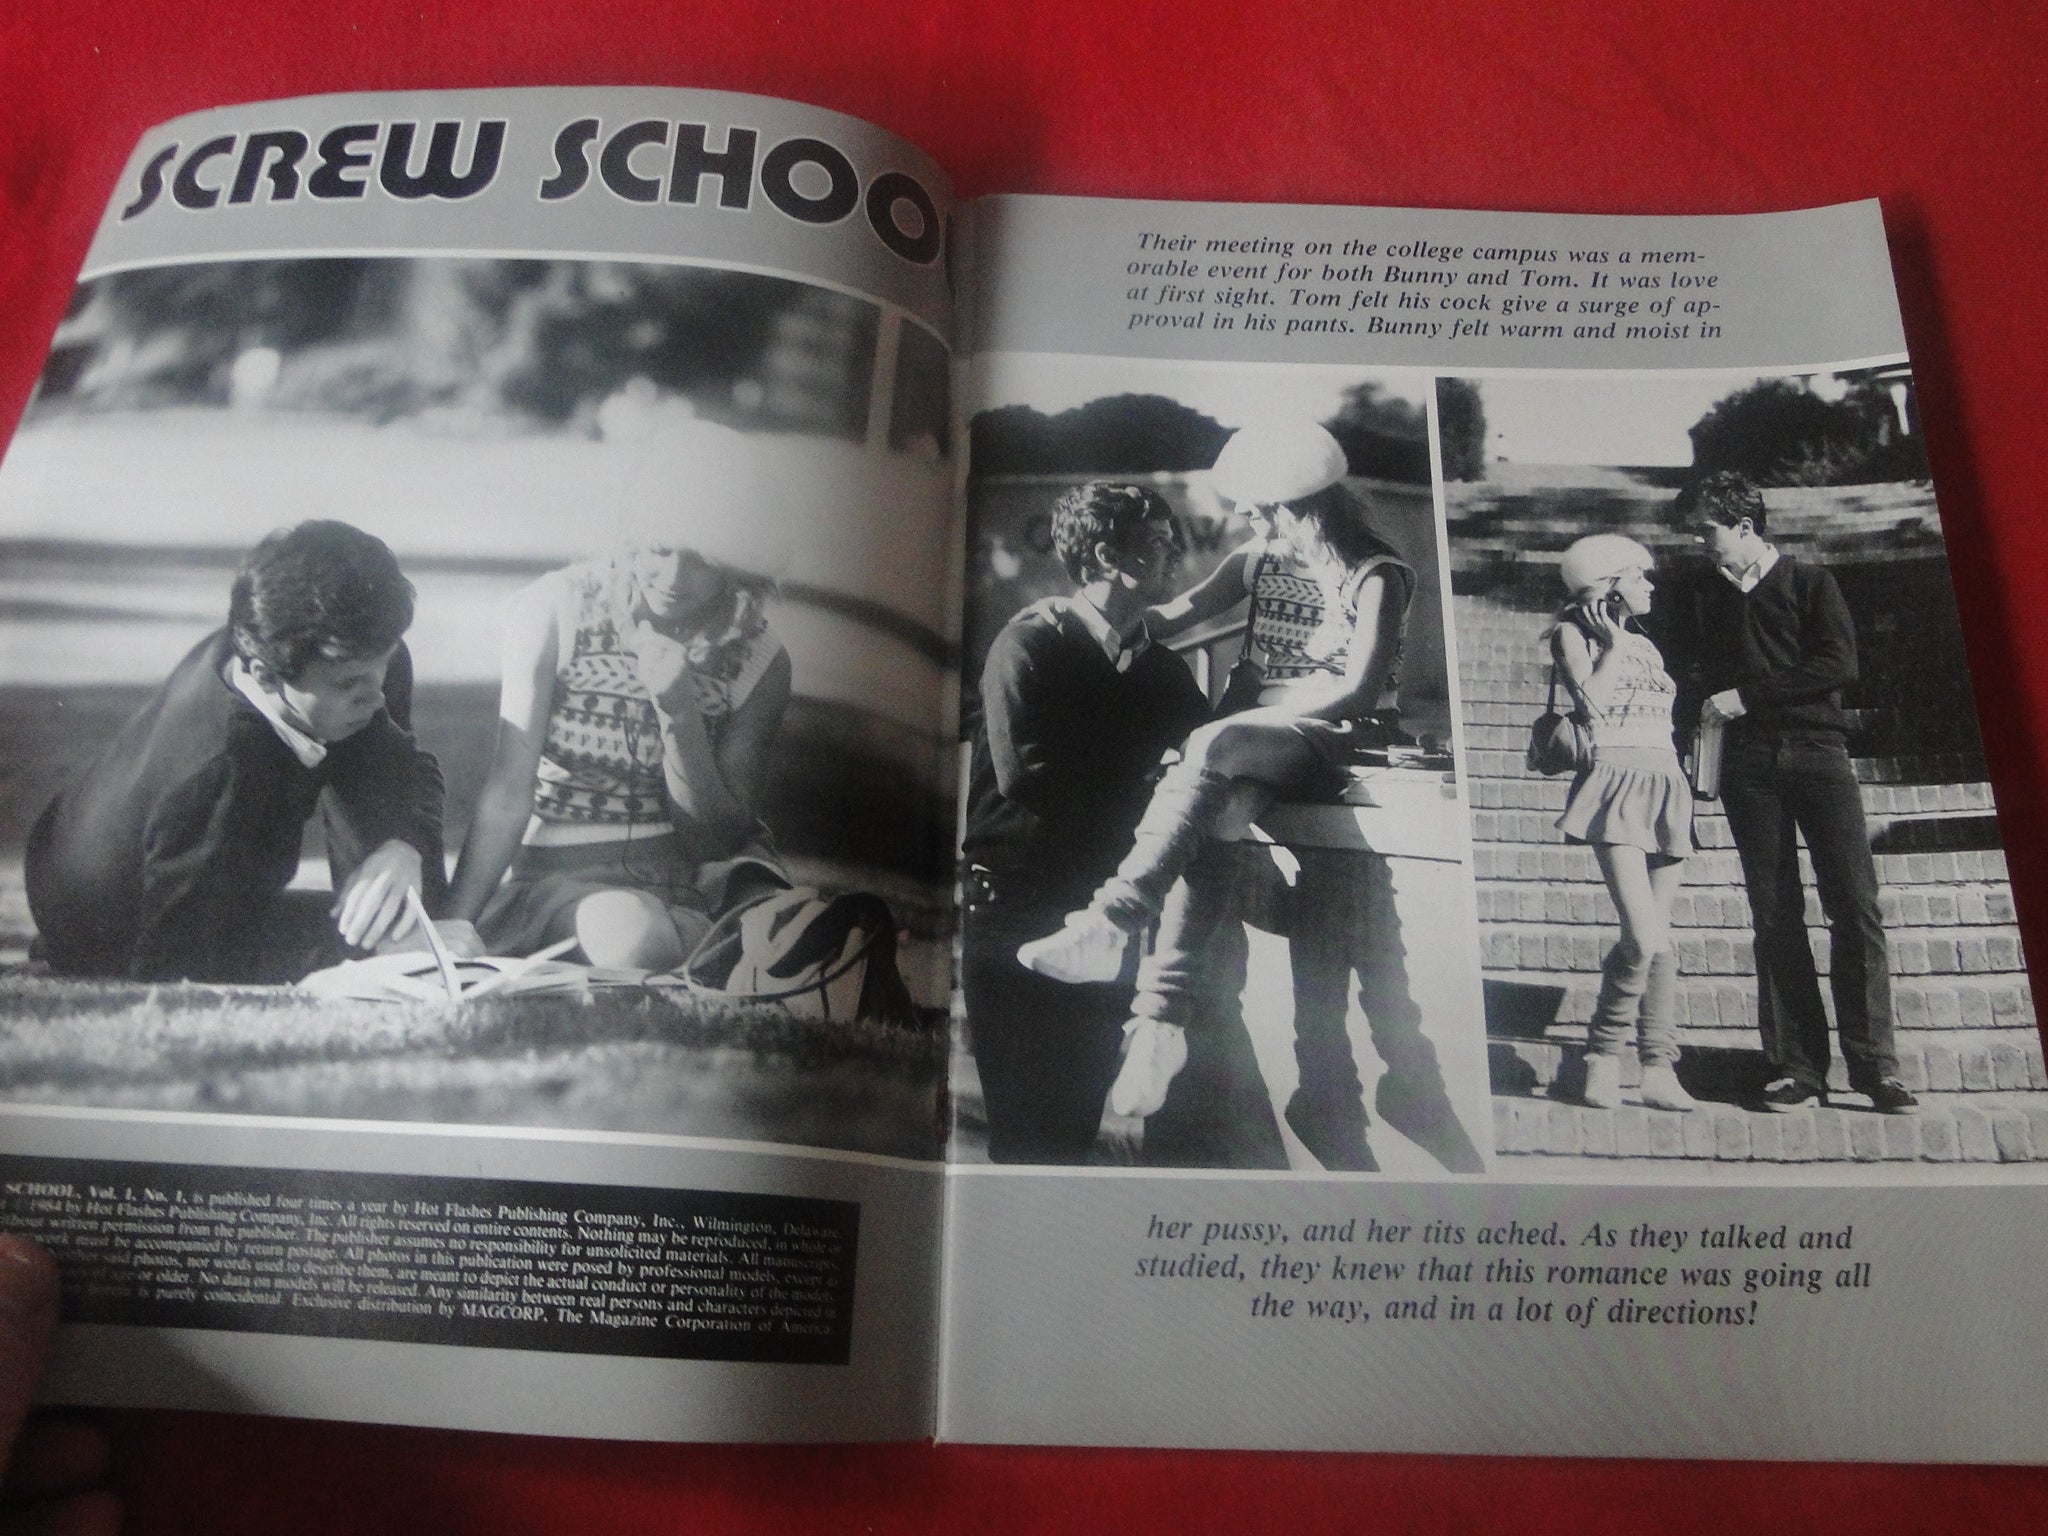 SCREW SCHOO
SCHOOL, Vol. 1, No. 1, is published four times a year by Hot Flashes Publishing Company, Inc., Wilmington, Delaware.
1984 by Hot Flashes Publishing Company, Inc. All rights reserved on entire contents. Nothing may be reproduced, in whole or
without written permission from the publisher. The publisher assumes no responsibility for unsolicited materials. All manuscripts,
work must be accompanied by return postage. All photos in this publication were posed by professional models, except as
said photos, nor words used to describe them, are meant to depict the actual conduct or personality of the models.
of age or older. No data on models will be released. Any similarity between real persons and characters depicted in
herein is purely coincidental. Exclusive distribution by MAGCORP, The Magazine Corporation of America.
Their meeting on the college campus was a mem-
orable event for both Bunny and Tom. It was love
at first sight. Tom felt his cock give a surge of ap-
proval in his pants. Bunny felt warm and moist in
her pussy, and her tits ached. As they talked and
studied, they knew that this romance was going all
the way, and in a lot of directions!